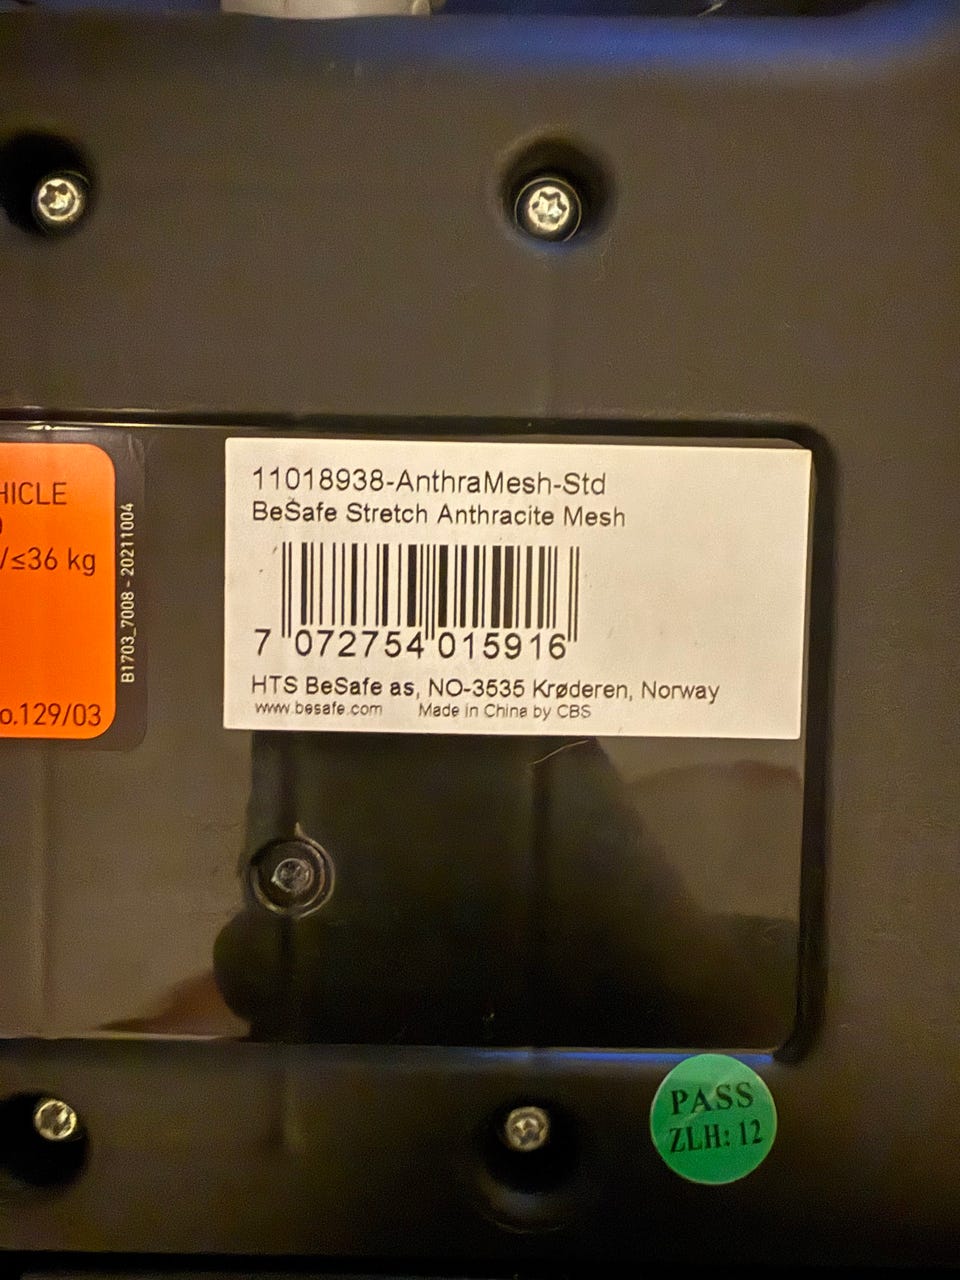 HICLE
/≤36 kg
o.129/03
B1703_7008 - 20211004
11018938-AnthraMesh-Std
BeSafe Stretch Anthracite Mesh
7 072754 015916
HTS BeSafe as, NO-3535 Krøderen, Norway
www.besafe.com Made in China by CBS
PASS
ZLH: 12